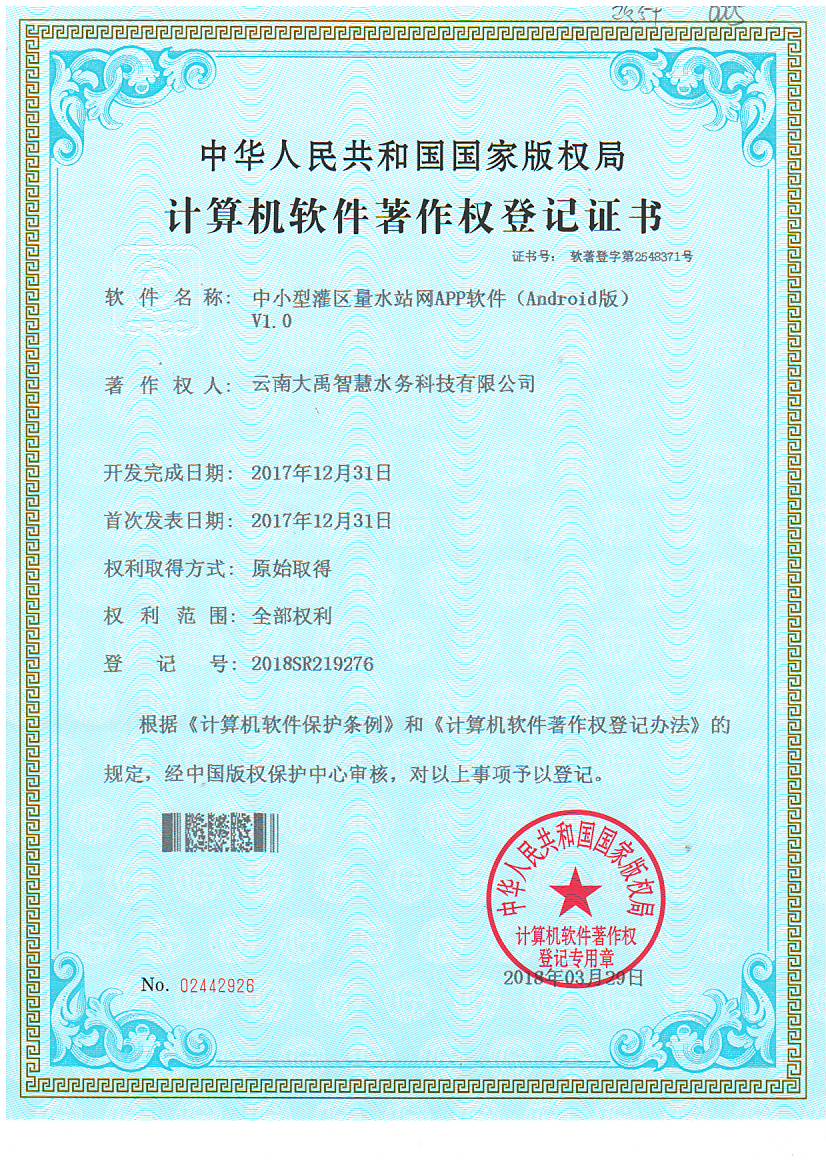 0005
中华人民共和国国家版权局
计算机软件著作权登记证书
证书号： 软著登字第2548371号
软件名称： 中小型灌区量水站网APP软件（Android版）
V1.0
著作权人： 云南大禹智慧水务科技有限公司
开发完成日期： 2017年12月31日
首次发表日期： 2017年12月31日
权利取得方式： 原始取得
权利范围： 全部权利
登记号： 2018SR219276
根据《计算机软件保护条例》和《计算机软件著作权登记办法》的
规定，经中国版权保护中心审核，对以上事项予以登记。
中华人民共和国国家版权局
计算机软件著作权
登记专用章
2018年03月29日
No. 02442926